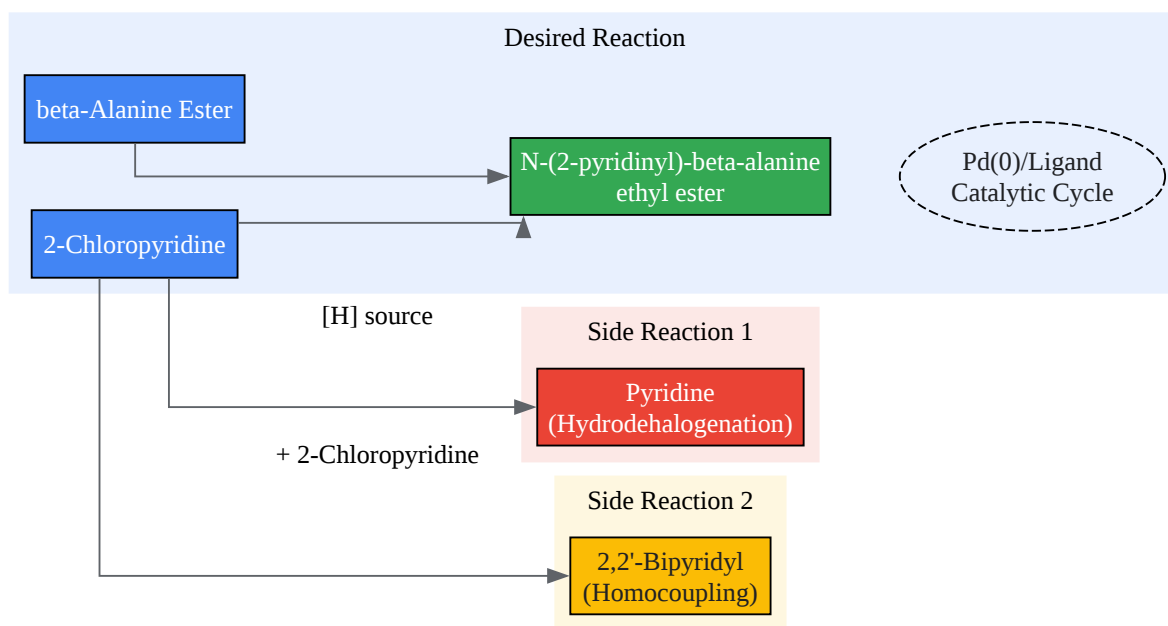 Desired Reaction
beta-Alanine Ester
N-(2-pyridinyl)-beta-alanine
ethyl ester
Pd(0)/Ligand
Catalytic Cycle
2-Chloropyridine
[H] source
Side Reaction 1
Pyridine
(Hydrodehalogenation)
+ 2-Chloropyridine
Side Reaction 2
2,2'-Bipyridyl
(Homocoupling)